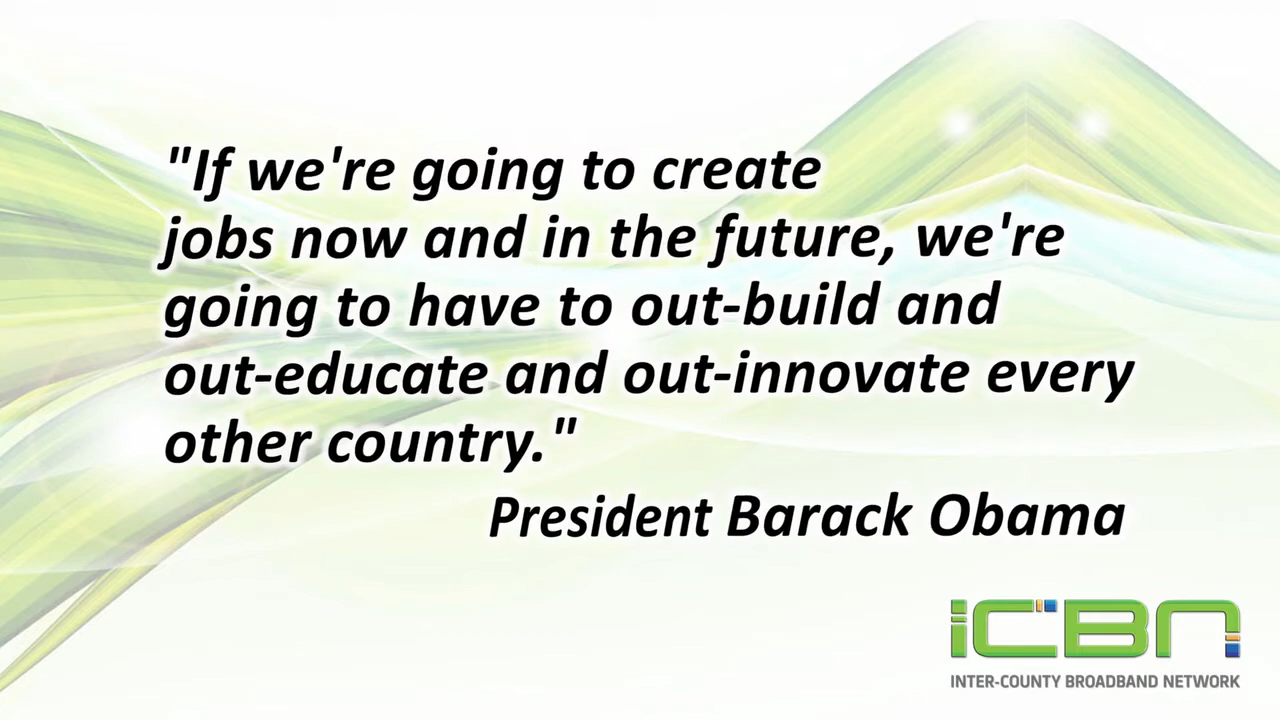 "If we're going to create
jobs now and in the future, we're
going to have to out-build and
out-educate and out-innovate every
other country."
President Barack Obama
iCBN
INTER-COUNTY BROADBAND NETWORK